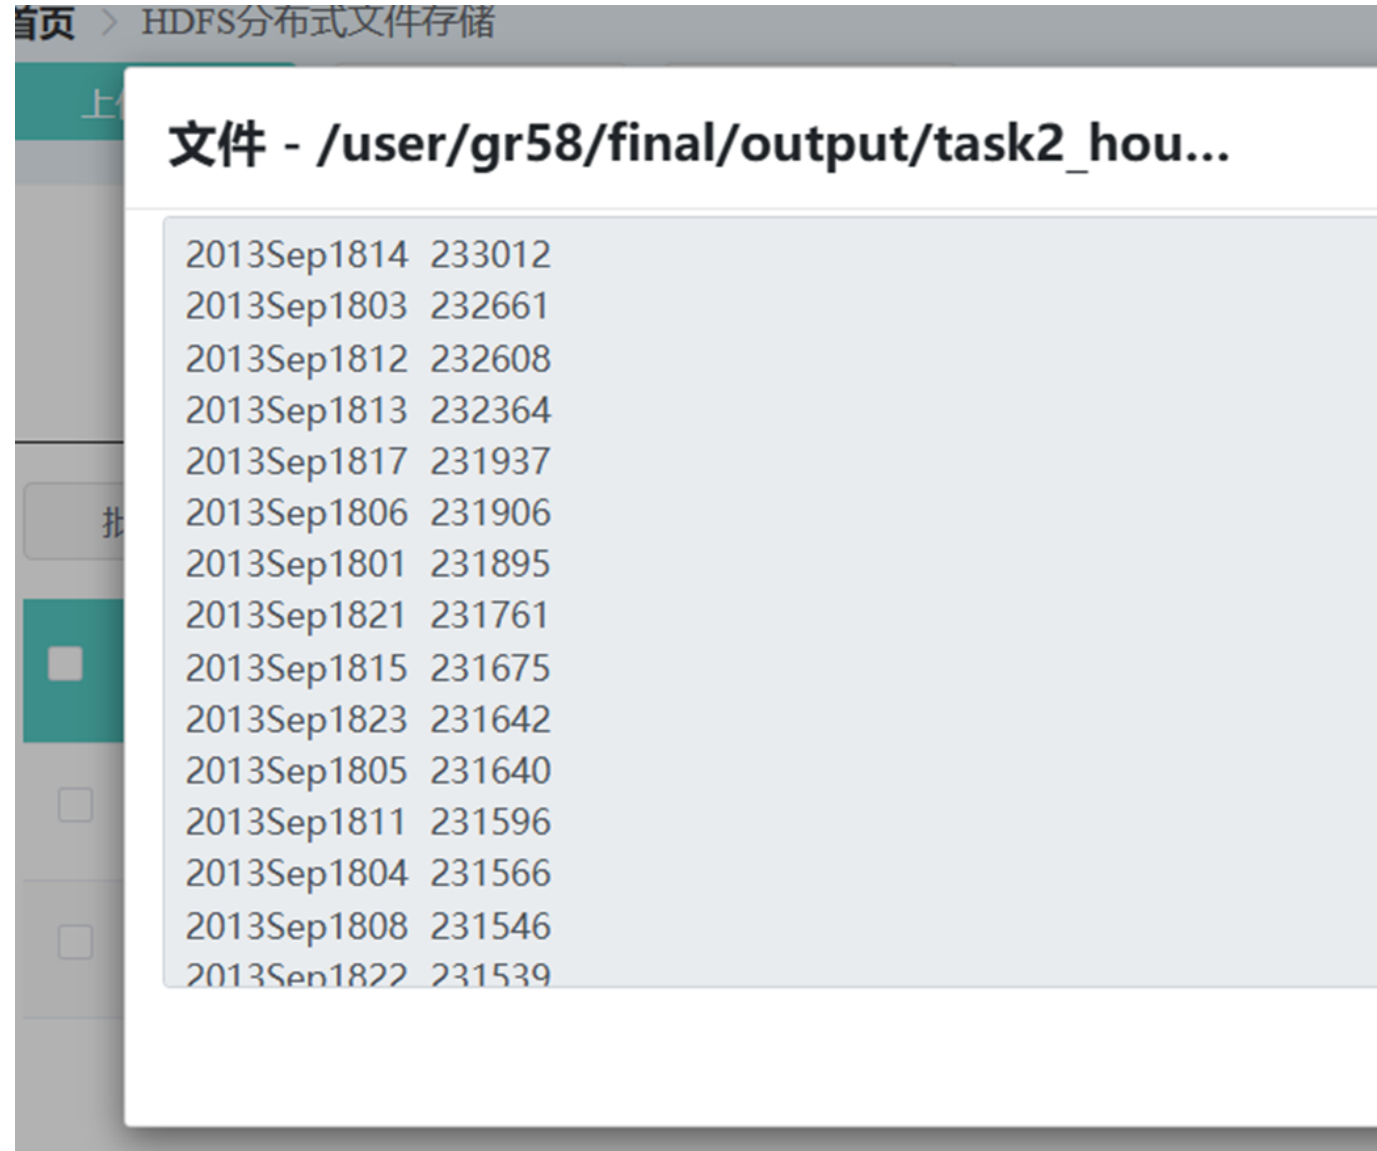 首页 > HDFS分布式文件存储
上
文件 - /user/gr58/final/output/task2_hou...
2013Sep1814 233012
2013Sep1803 232661
2013Sep1812 232608
2013Sep1813 232364
2013Sep1817 231937
2013Sep1806 231906
2013Sep1801 231895
2013Sep1821 231761
2013Sep1815 231675
2013Sep1823 231642
2013Sep1805 231640
2013Sep1811 231596
2013Sep1804 231566
2013Sep1808 231546
2013Sep1822 231539